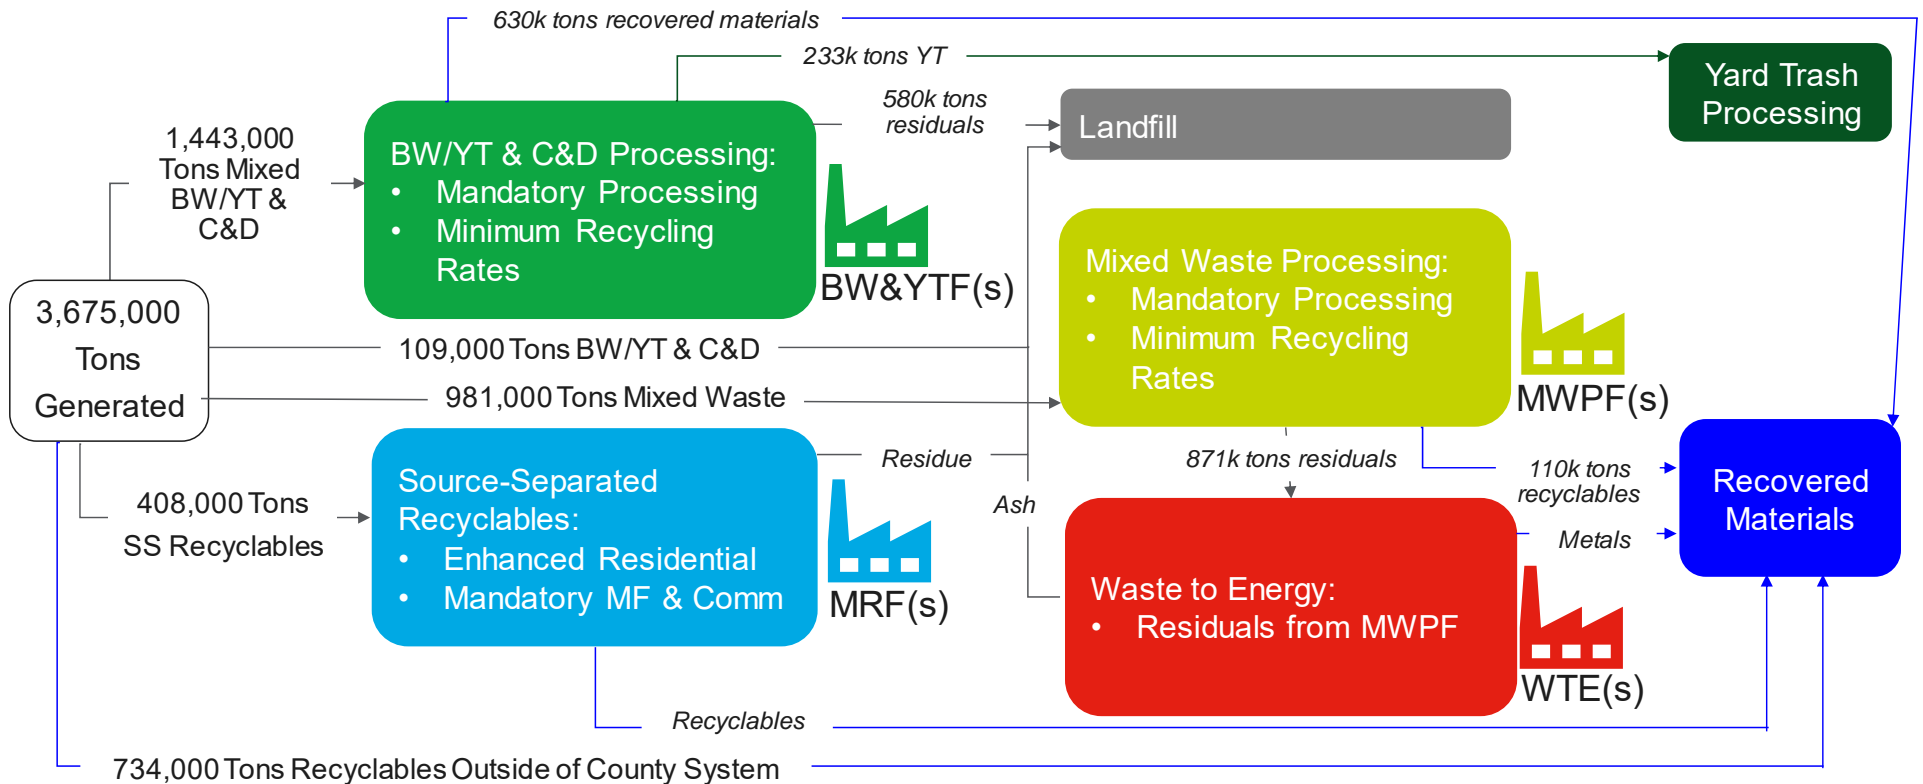 630k tons recovered materials
233k tons YT
Yard Trash
Processing
580k tons
residuals
Landfill
1,443,000
Tons Mixed
BW/YT &
C&D
BW/YT & C&D Processing:
• Mandatory Processing
• Minimum Recycling
Rates
BW&YTF(s)
Mixed Waste Processing:
• Mandatory Processing
• Minimum Recycling
Rates
MWPF(s)
3,675,000
Tons
Generated
109,000 Tons BW/YT & C&D
981,000 Tons Mixed Waste
408,000 Tons
SS Recyclables
Source-Separated
Recyclables:
• Enhanced Residential
• Mandatory MF & Comm
MRF(s)
Residue
Ash
871k tons residuals
110k tons
recyclables
Metals
Recovered
Materials
Waste to Energy:
• Residuals from MWPF
WTE(s)
Recyclables
734,000 Tons Recyclables Outside of County System